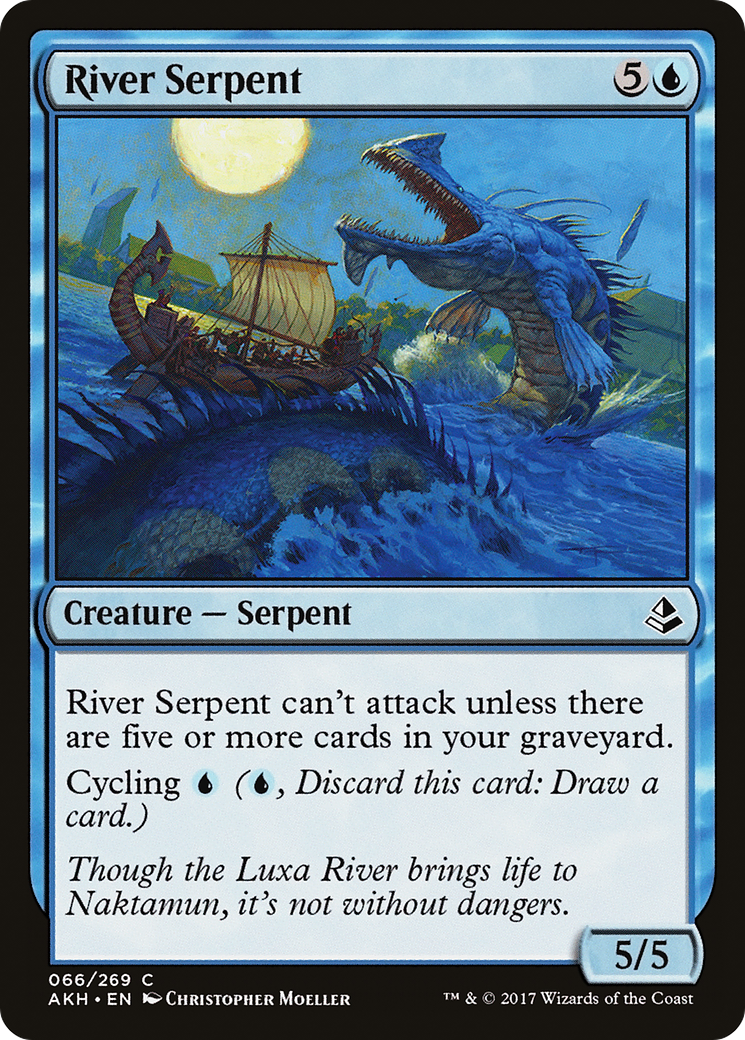 River Serpent 5
Creature — Serpent
River Serpent can't attack unless there
are five or more cards in your graveyard.
Cycling (, Discard this card: Draw a
card.)
Though the Luxa River brings life to
Naktamun, it's not without dangers.
5/5
066/269 C
AKH • EN Christopher Moeller ™ & © 2017 Wizards of the Coast